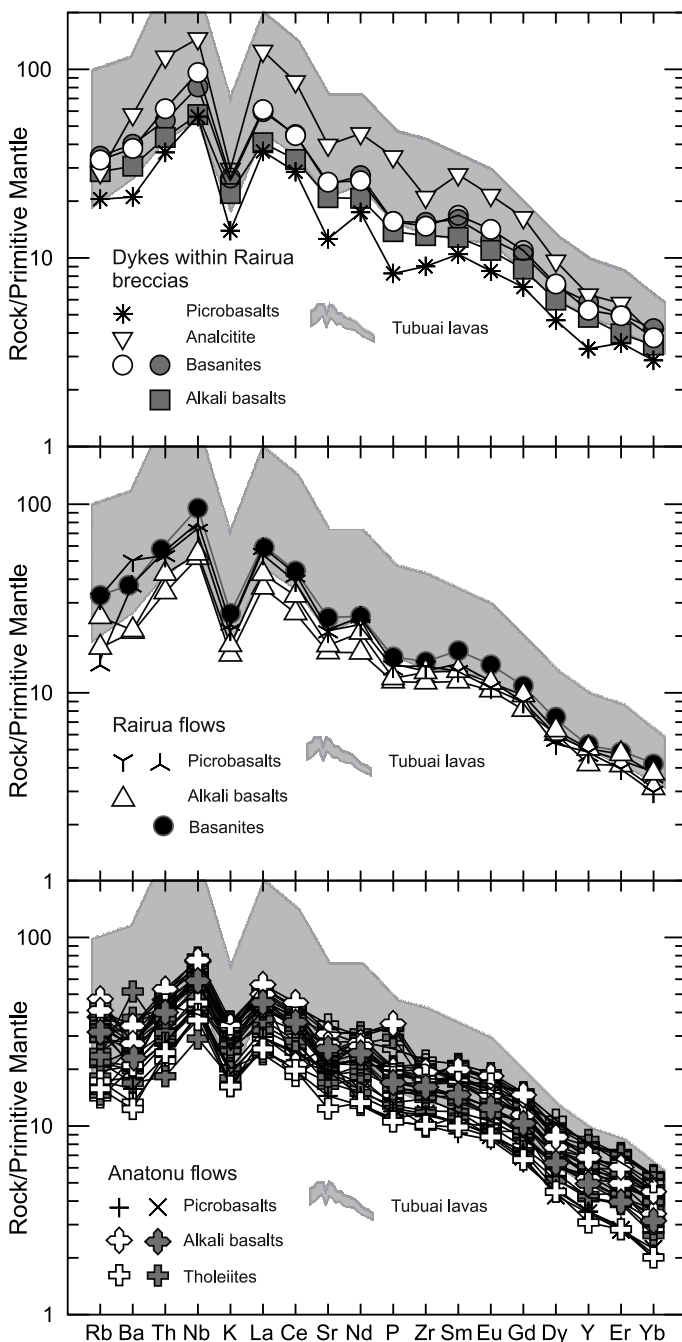 100
Rock/Primitive Mantle
10
Dykes within Rairua
breccias
Picrobasalts
Analcitite
Tubuai lavas
Basanites
Alkali basalts
1
100
Rock/Primitive Mantle
10
Rairua flows
Picrobasalts
Tubuai lavas
Alkali basalts
Basanites
1
100
Rock/Primitive Mantle
10
Anatonu flows
Picrobasalts
Tubuai lavas
Alkali basalts
Tholeiites
1
Rb Ba Th Nb K La Ce Sr Nd P Zr Sm Eu Gd Dy Y Er Yb